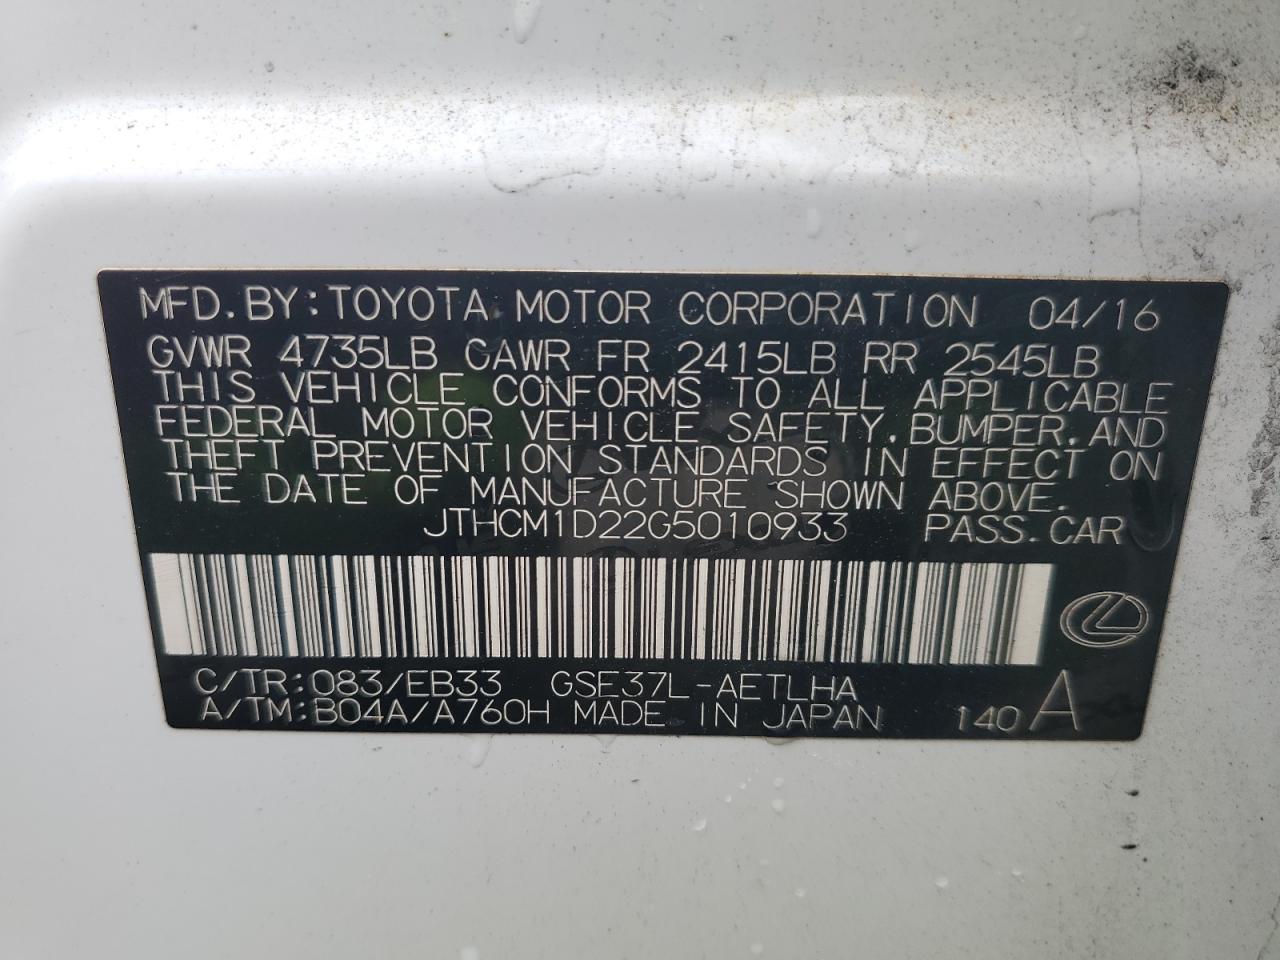 MFD. BY: TOYOTA MOTOR CORPORATION 04/16
GVWR 4735LB GAWR FR 2415LB RR 2545LB
THIS VEHICLE CONFORMS TO ALL APPLICABLE
FEDERAL MOTOR VEHICLE SAFETY, BUMPER, AND
THEFT PREVENTION STANDARDS IN EFFECT ON
THE DATE OF MANUFACTURE SHOWN ABOVE.
JTHCM1D22G5010933 PASS. CAR
C/TR: 083/EB33 GSE37L-AETLHA
A/TM: B04A/A760H MADE IN JAPAN 140 A